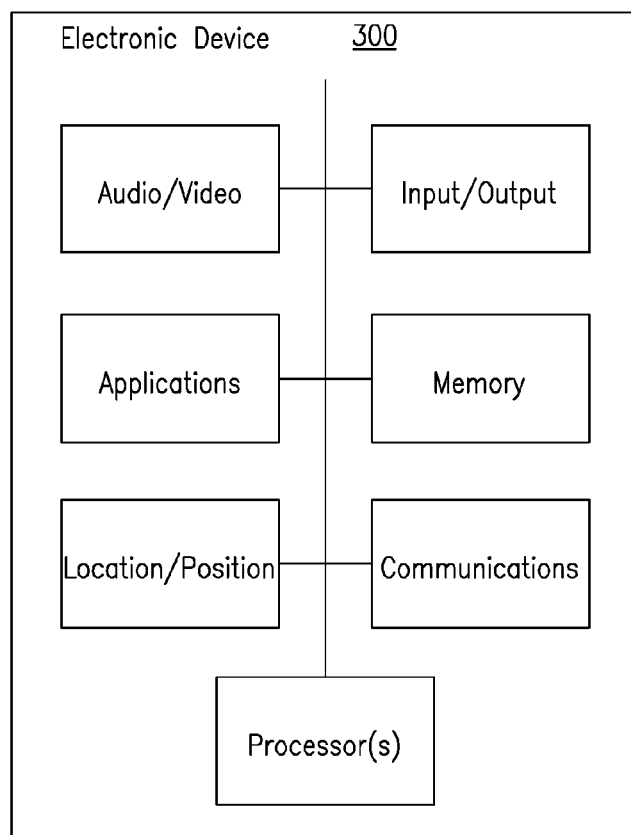 Electronic Device 300
Audio/Video
Input/Output
Applications
Memory
Location/Position
Communications
Processor(s)